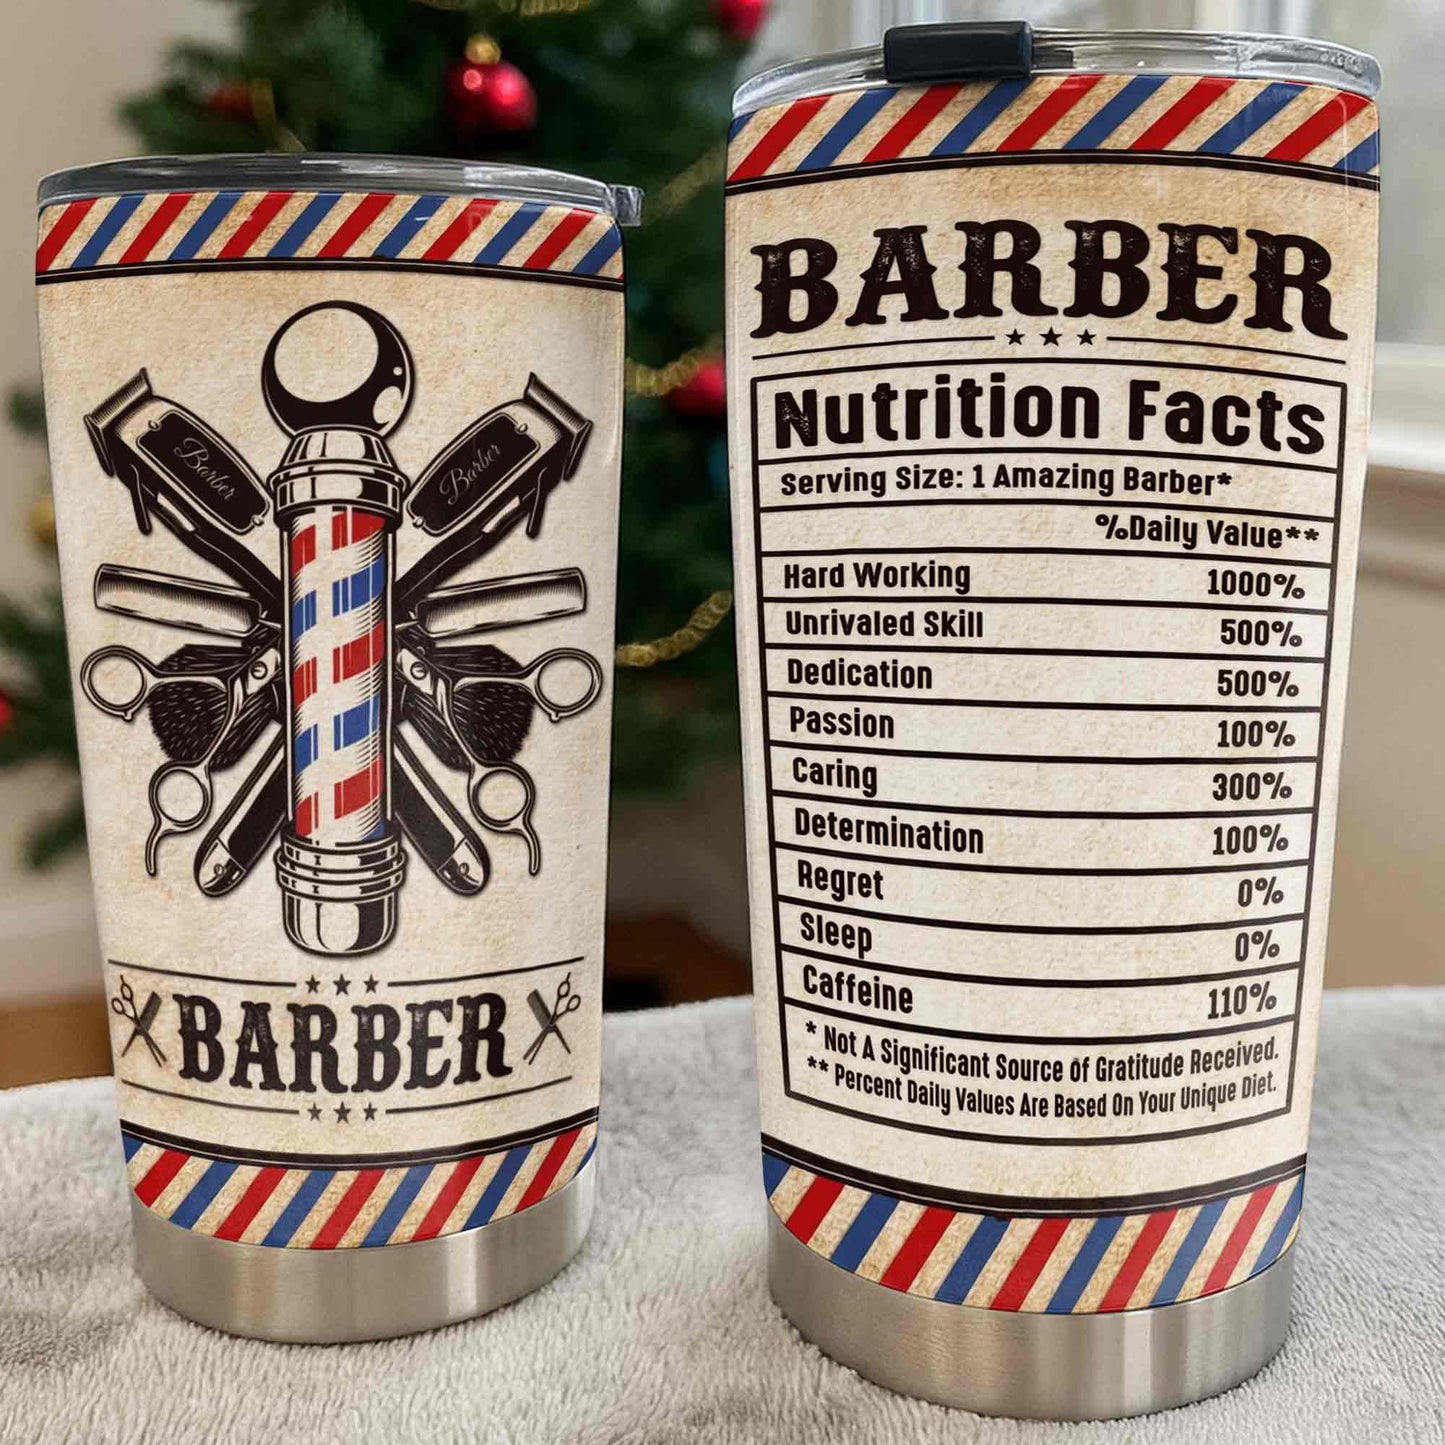 Barber
Barber
BARBER
BARBER
Nutrition Facts
Serving Size: 1 Amazing Barber*
%Daily Value**
Hard Working 1000%
Unrivaled Skill 500%
Dedication 500%
Passion 100%
Caring 300%
Determination 100%
Regret 0%
Sleep 0%
Caffeine 110%
* Not A Significant Source Of Gratitude Received.
** Percent Daily Values Are Based On Your Unique Diet.